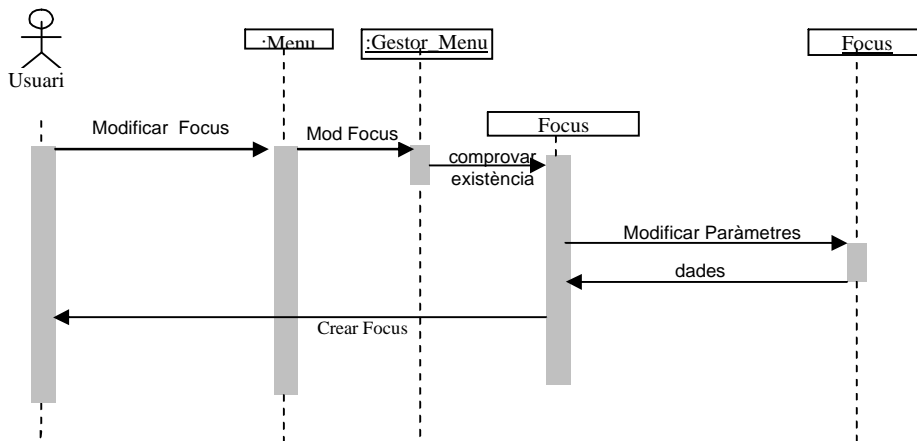 :Menu
:Gestor_Menu
Focus
Usuari
Focus
Modificar Focus
Mod Focus
comprovar
existència
Modificar Paràmetres
dades
Crear Focus